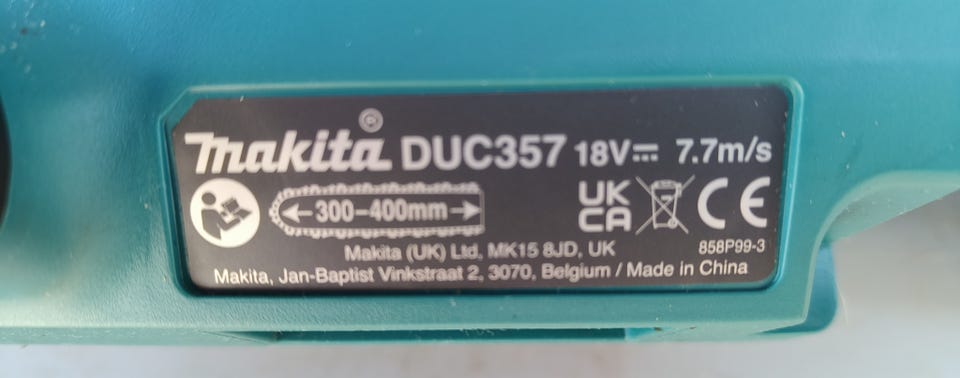 makita® DUC357 18V⎓ 7.7m/s
300-400mm
UK
CA
CE
Makita (UK) Ltd, MK15 8JD, UK
858P99-3
Makita, Jan-Baptist Vinkstraat 2, 3070, Belgium / Made in China